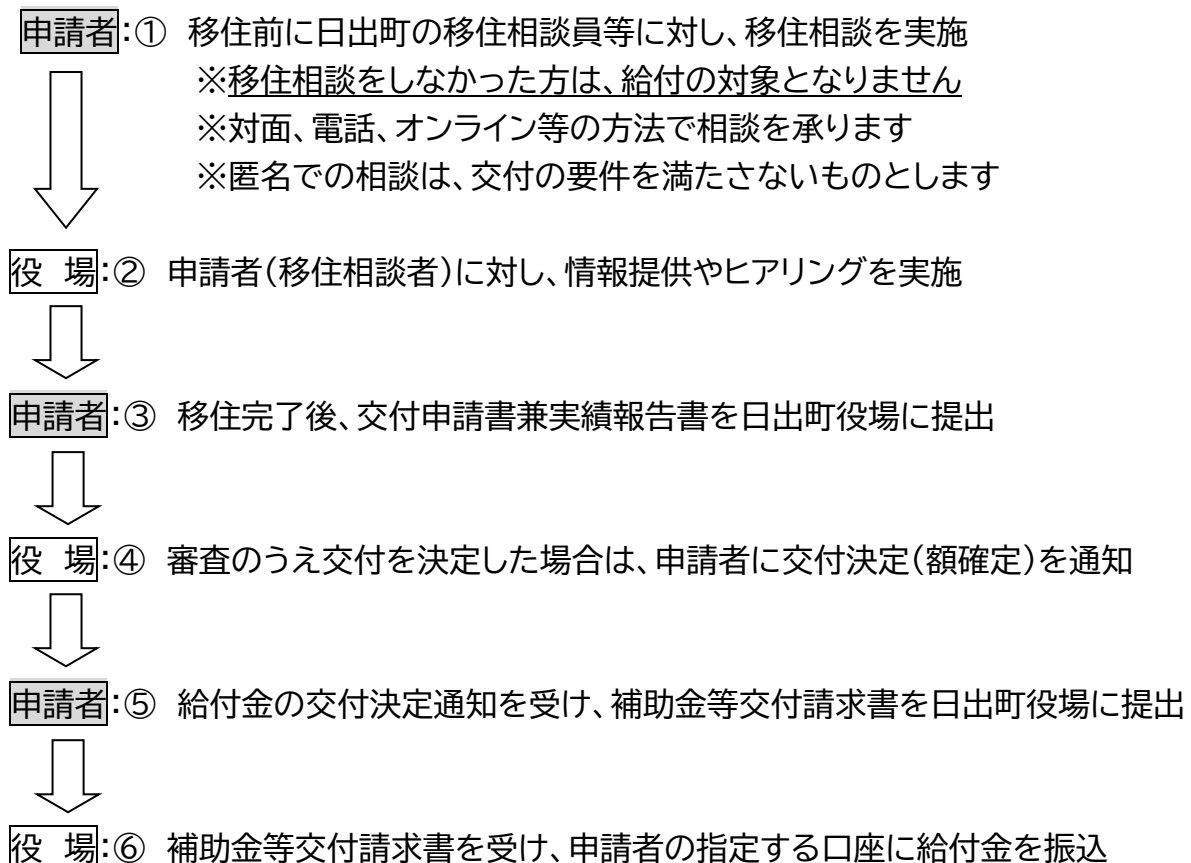 申請者:① 移住前に日出町の移住相談員等に対し、移住相談を実施
※移住相談をしなかった方は、給付の対象となりません
※対面、電話、オンライン等の方法で相談を承ります
※匿名での相談は、交付の要件を満たさないものとします
役 場:② 申請者(移住相談者)に対し、情報提供やヒアリングを実施
申請者:③ 移住完了後、交付申請書兼実績報告書を日出町役場に提出
役 場:④ 審査のうえ交付を決定した場合は、申請者に交付決定(額確定)を通知
申請者:⑤ 給付金の交付決定通知を受け、補助金等交付請求書を日出町役場に提出
役 場:⑥ 補助金等交付請求書を受け、申請者の指定する口座に給付金を振込